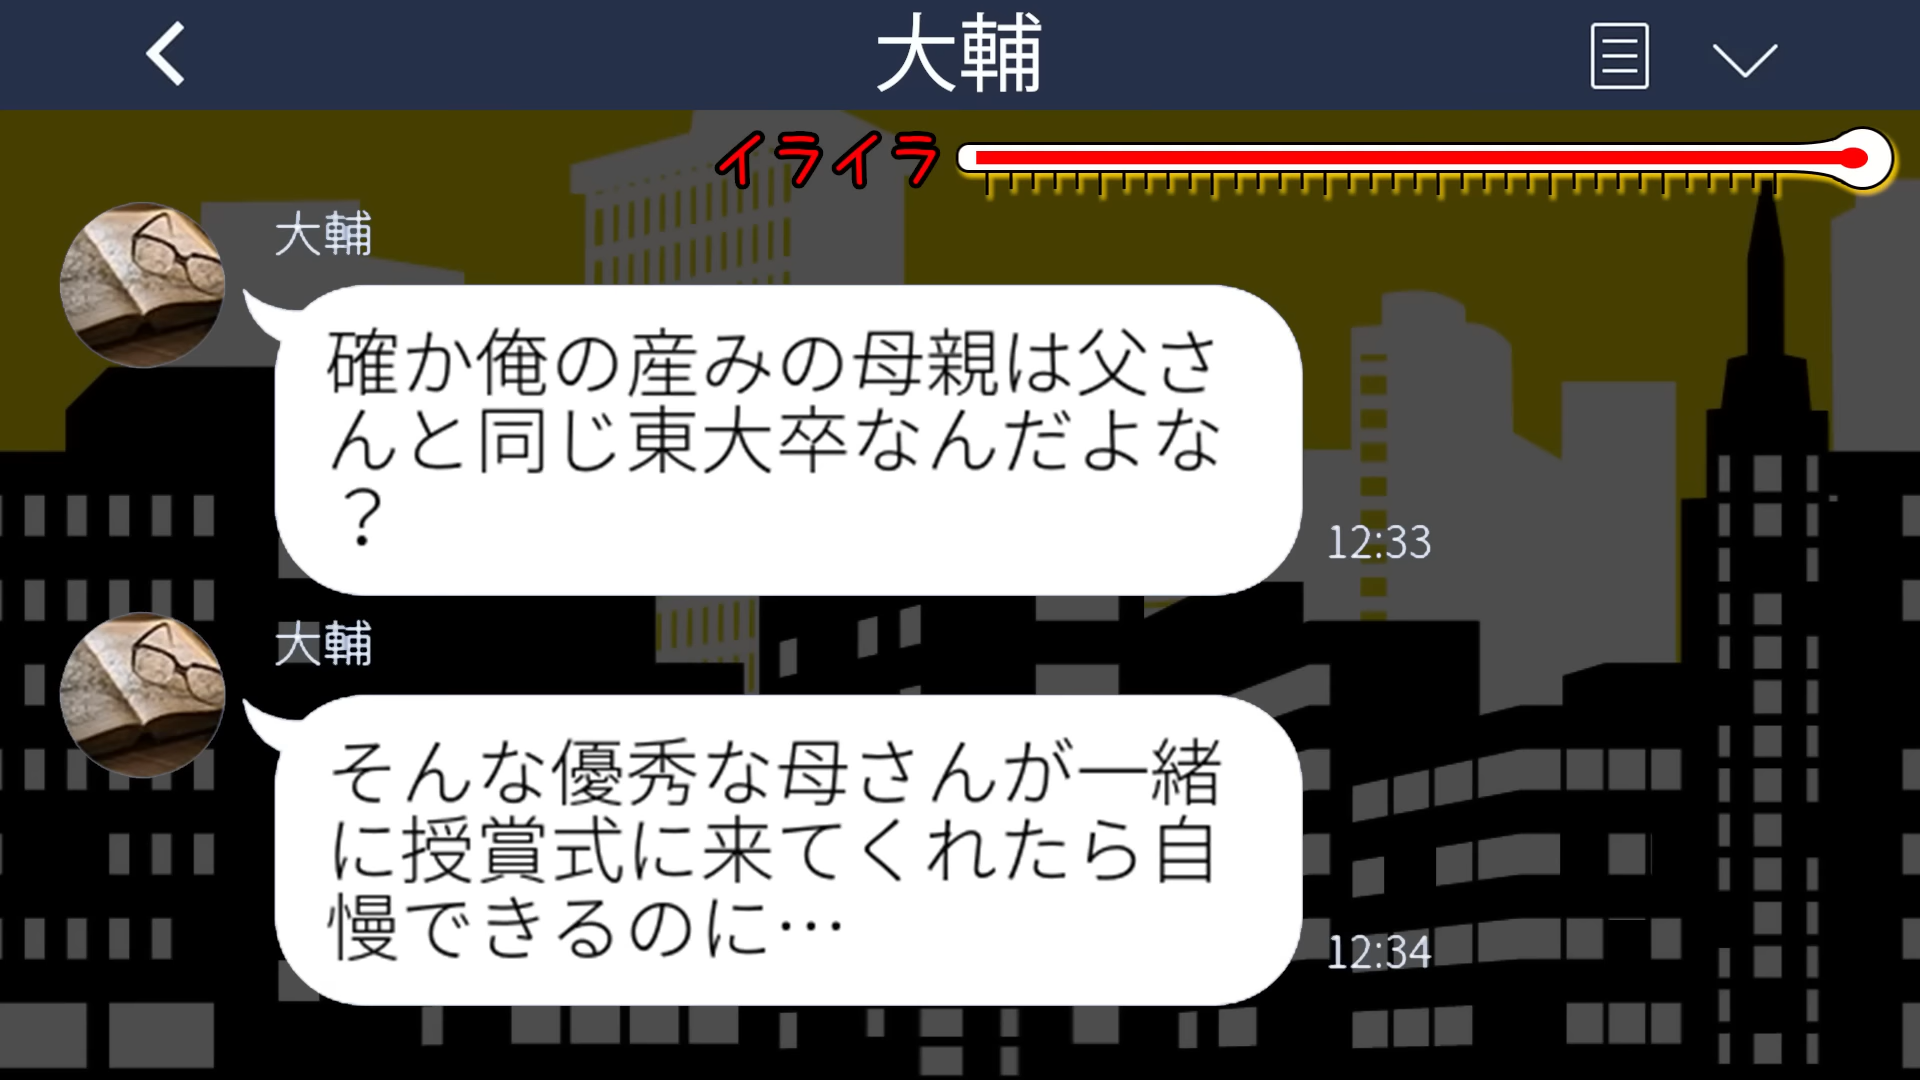 大輔
イライラ
大輔
確か俺の産みの母親は父さ
んと同じ東大卒なんだよな
？
12:33
大輔
そんな優秀な母さんが一緒
に授賞式に来てくれたら自
慢できるのに…
12:34